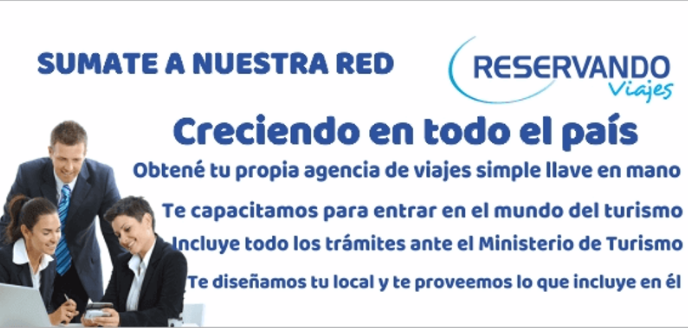 SUMATE A NUESTRA RED
RESERVANDO
Viajes
Creciendo en todo el país
Obtené tu propia agencia de viajes simple llave en mano
Te capacitamos para entrar en el mundo del turismo
Incluye todo los trámites ante el Ministerio de Turismo
Te diseñamos tu local y te proveemos lo que incluye en él